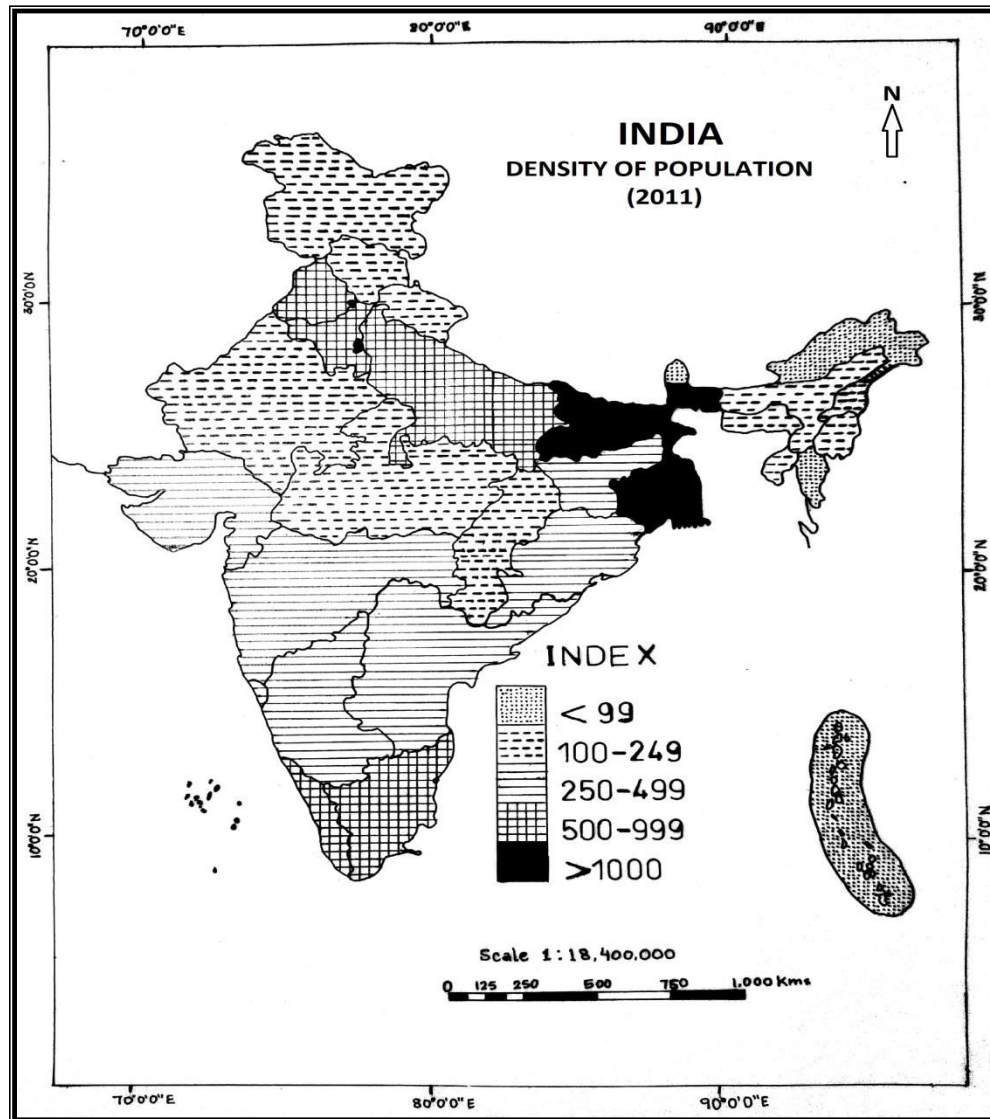 70°0'0"E 80°0'0"E 90°0'0"E
N
INDIA
DENSITY OF POPULATION
(2011)
30°0'0"N 30°0'0"N
20°0'0"N 20°0'0"N
INDEX
< 99
100-249
250-499
500-999
>1000
10°0'0"N 10°0'0"N
Scale 1:18,400,000
0 125 250 500 750 1,000 Kms
70°0'0"E 80°0'0"E 90°0'0"E